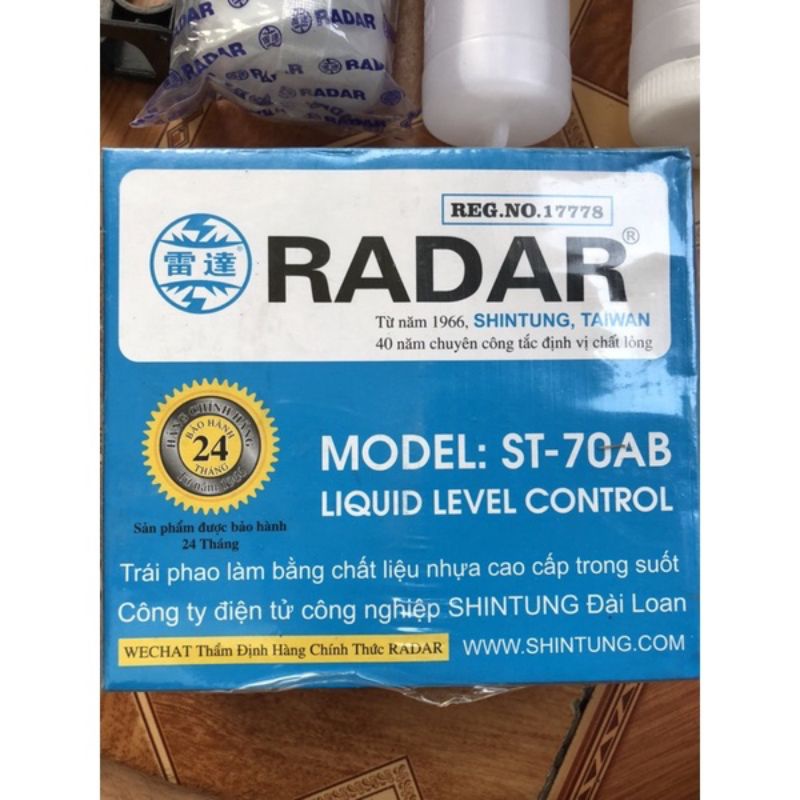 RADAR
RADAR
RADAR
RADAR
REG.NO.17778
雷達
RADAR®
Từ năm 1966, SHINTUNG, TAIWAN
40 năm chuyên công tắc định vị chất lỏng
HÀNG CHÍNH HÃNG
BẢO HÀNH
24
THÁNG
Sản phẩm được bảo hành
24 Tháng
MODEL: ST-70AB
LIQUID LEVEL CONTROL
Trái phao làm bằng chất liệu nhựa cao cấp trong suốt
Công ty điện tử công nghiệp SHINTUNG Đài Loan
WECHAT Thẩm Định Hàng Chính Thức RADAR
WWW.SHINTUNG.COM